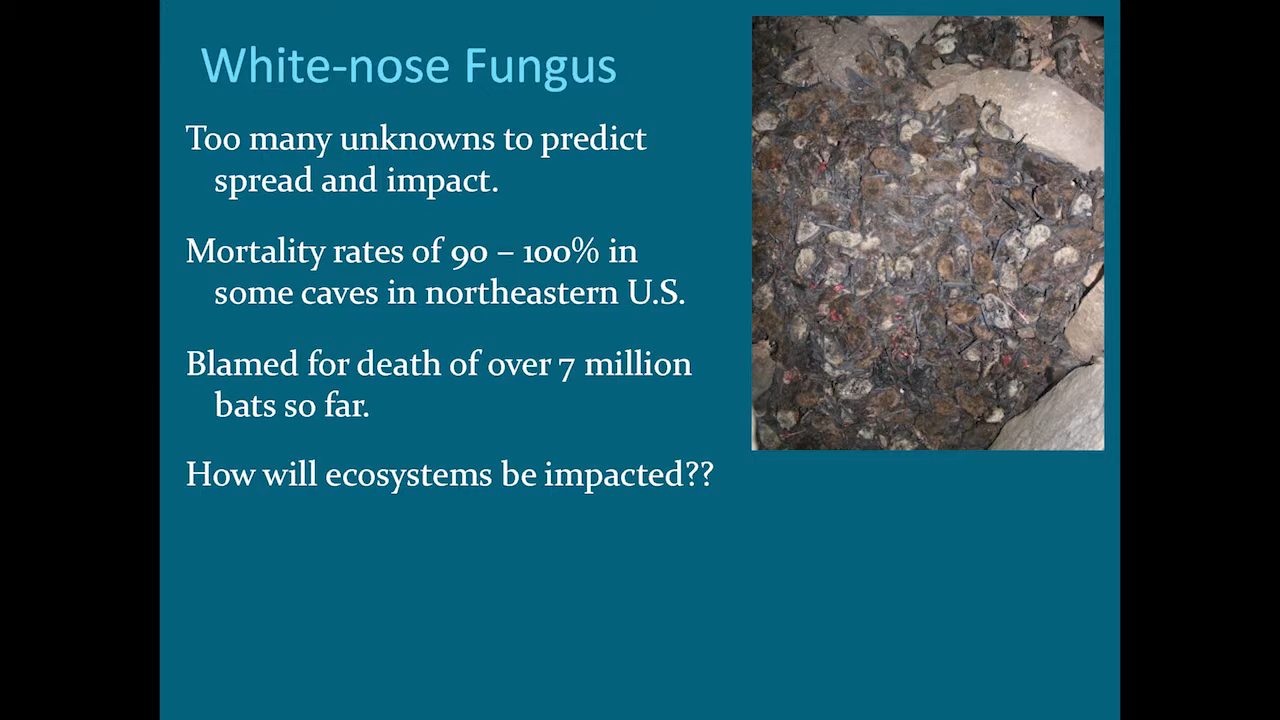 White-nose Fungus
Too many unknowns to predict
spread and impact.
Mortality rates of 90 – 100% in
some caves in northeastern U.S.
Blamed for death of over 7 million
bats so far.
How will ecosystems be impacted??